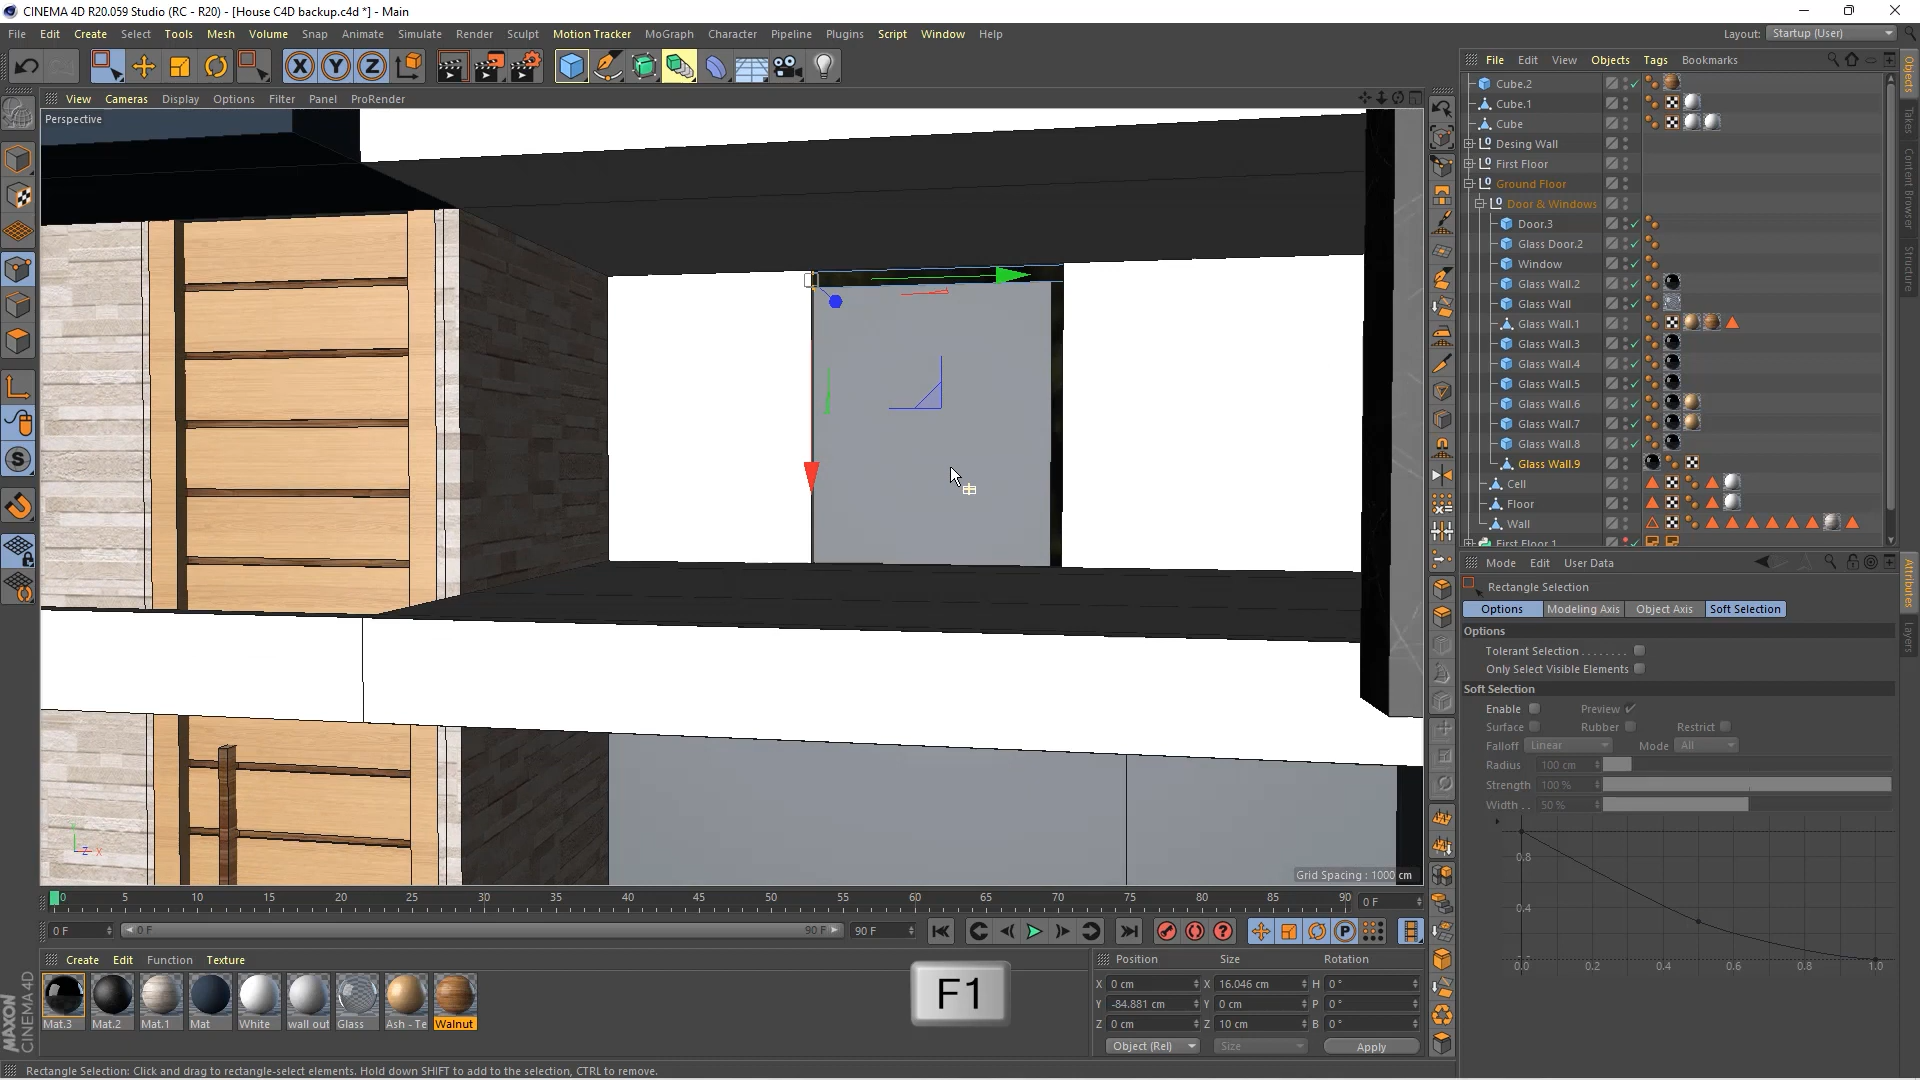 CINEMA 4D R20.059 Studio (RC - R20) - [House C4D backup.c4d *] - Main
File Edit Create Select Tools Mesh Volume Snap Animate Simulate Render Sculpt Motion Tracker MoGraph Character Pipeline Plugins Script Window Help
Layout: Startup (User)
View Cameras Display Options Filter Panel ProRender
Perspective
Grid Spacing : 1000 cm
File Edit View Objects Tags Bookmarks
Cube.2
Cube.1
Cube
Desing Wall
First Floor
Ground Floor
Door & Windows
Door.3
Glass Door.2
Window
Glass Wall.2
Glass Wall
Glass Wall.1
Glass Wall.3
Glass Wall.4
Glass Wall.5
Glass Wall.6
Glass Wall.7
Glass Wall.8
Glass Wall.9
Cell
Floor
Wall
First Floor.1
Objects
Takes
Content Browser
Structure
Mode Edit User Data
Rectangle Selection
Options Modeling Axis Object Axis Soft Selection
Options
Tolerant Selection . . . . . . . .
Only Select Visible Elements
Soft Selection
Enable Preview
Surface Rubber Restrict
Falloff Linear Mode All
Radius 100 cm
Strength 100 %
Width . . 50 %
0.8
0.4
0.0 0.2 0.4 0.6 0.8 1.0
Attributes
Layers
0 5 10 15 20 25 30 35 40 45 50 55 60 65 70 75 80 85 90 0 F
0 F 0 F 90 F 90 F
Create Edit Function Texture
Mat.3 Mat.2 Mat.1 Mat White wall out Glass Ash - Te Walnut
F1
Position Size Rotation
X 0 cm X 16.046 cm H 0 °
Y -84.881 cm Y 0 cm P 0 °
Z 0 cm Z 10 cm B 0 °
Object (Rel) Size Apply
MAXON
CINEMA 4D
Rectangle Selection: Click and drag to rectangle-select elements. Hold down SHIFT to add to the selection, CTRL to remove.